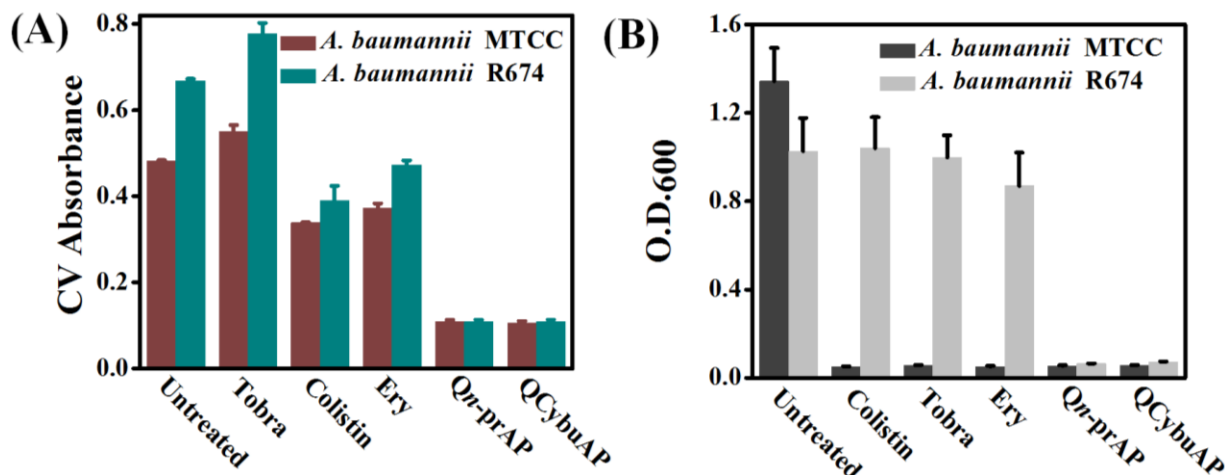 (A)
CV Absorbance
0.8
0.6
0.4
0.2
0.0
A. baumannii MTCC
A. baumannii R674
Untreated
Tobra
Colistin
Ery
Qn-prAP
QCybuAP
(B)
O.D.600
1.6
1.2
0.8
0.4
0.0
A. baumannii MTCC
A. baumannii R674
Untreated
Colistin
Tobra
Ery
Qn-prAP
QCybuAP